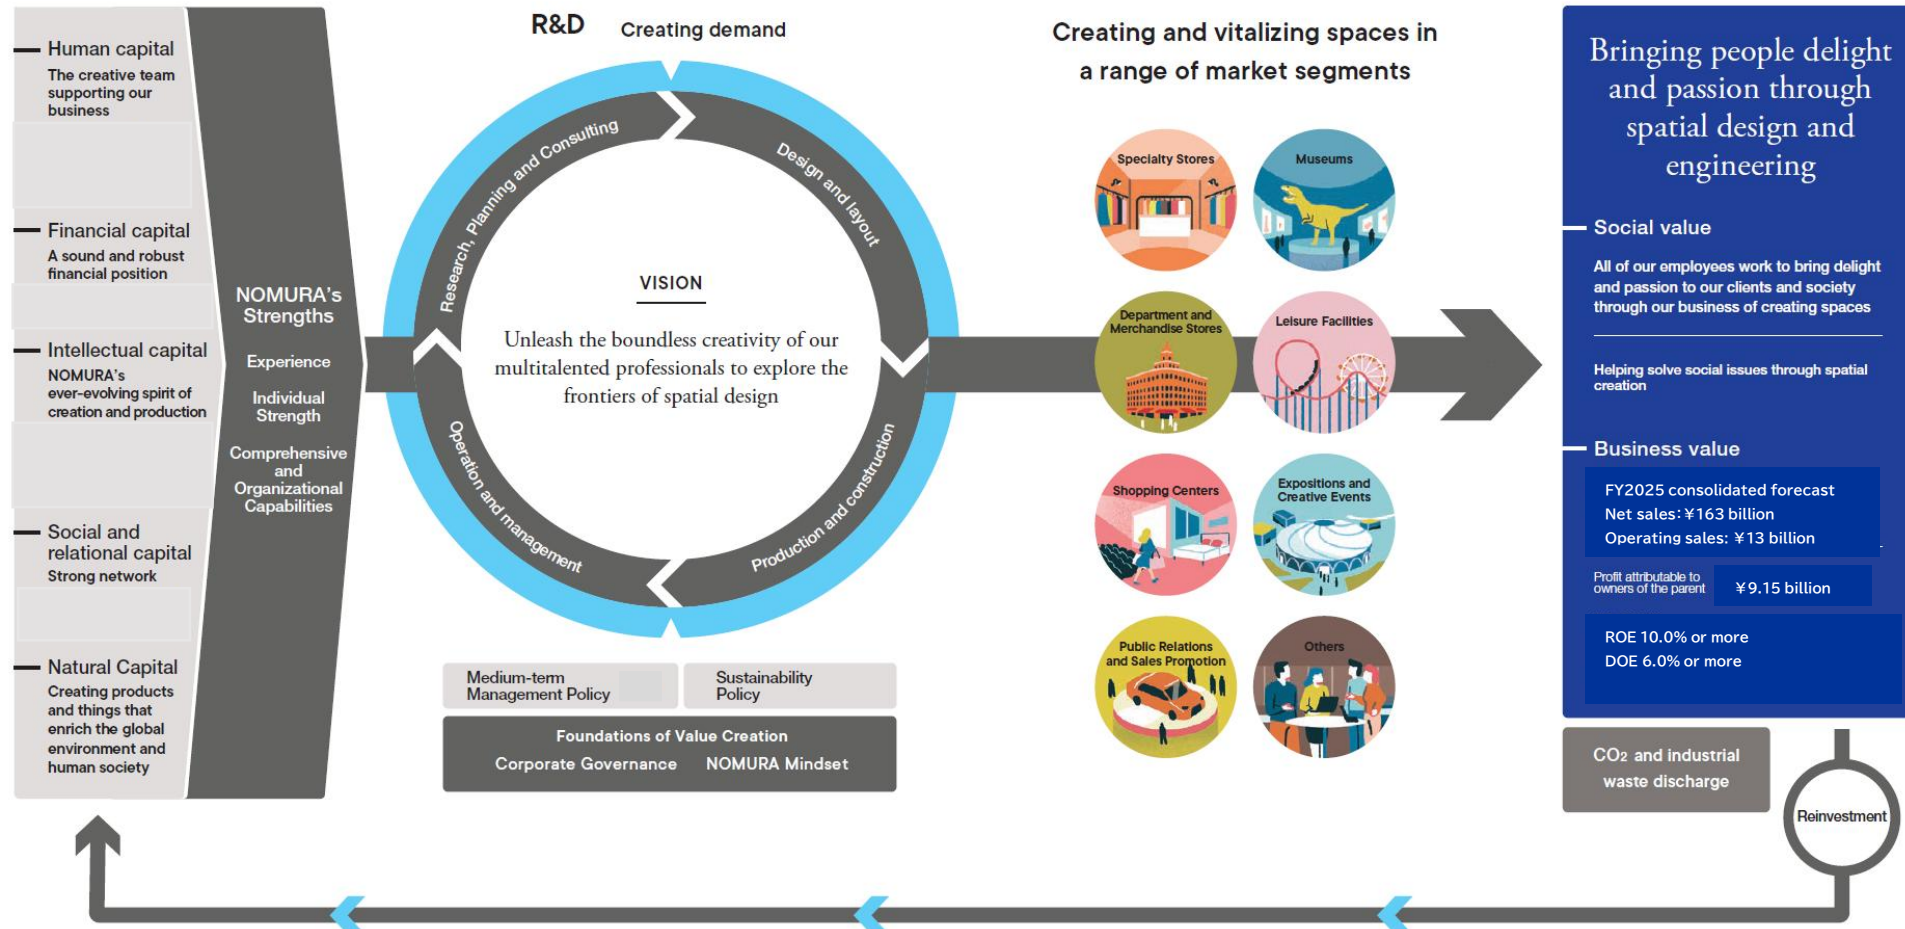 Human capital
The creative team
supporting our
business
Financial capital
A sound and robust
financial position
Intellectual capital
NOMURA's
ever-evolving spirit of
creation and production
Social and
relational capital
Strong network
Natural Capital
Creating products
and things that
enrich the global
environment and
human society
NOMURA's
Strengths
Experience
Individual
Strength
Comprehensive
and
Organizational
Capabilities
R&D
Creating demand
Research, Planning and Consulting
Design and layout
Production and construction
Operation and management
VISION
Unleash the boundless creativity of our
multitalented professionals to explore the
frontiers of spatial design
Medium-term
Management Policy
Sustainability
Policy
Foundations of Value Creation
Corporate Governance NOMURA Mindset
Creating and vitalizing spaces in
a range of market segments
Specialty Stores
Museums
Department and
Merchandise Stores
Leisure Facilities
Shopping Centers
Expositions and
Creative Events
Public Relations
and Sales Promotion
Others
Bringing people delight
and passion through
spatial design and
engineering
Social value
All of our employees work to bring delight
and passion to our clients and society
through our business of creating spaces
Helping solve social issues through spatial
creation
Business value
FY2025 consolidated forecast
Net sales:¥163 billion
Operating sales: ¥13 billion
Profit attributable to
owners of the parent
¥9.15 billion
ROE 10.0% or more
DOE 6.0% or more
CO2 and industrial
waste discharge
Reinvestment